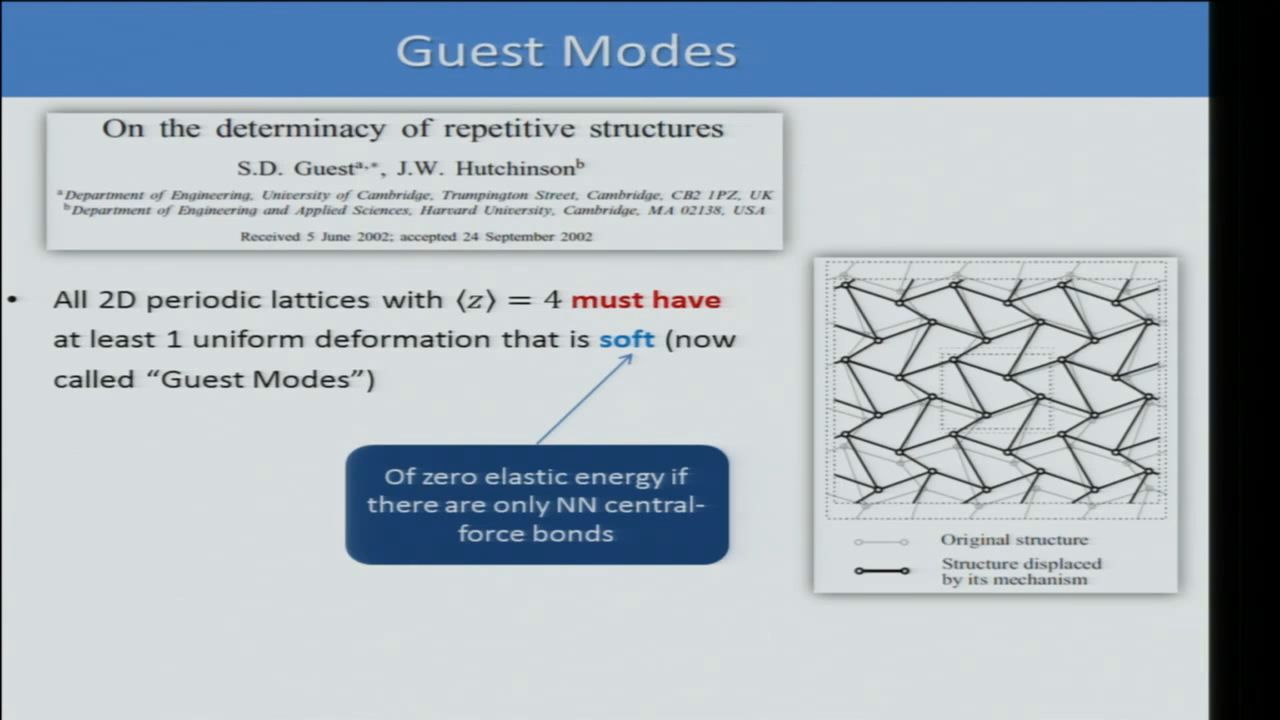 Guest Modes
On the determinacy of repetitive structures
S.D. Guestᵃ,*, J.W. Hutchinsonᵇ
ᵃDepartment of Engineering, University of Cambridge, Trumpington Street, Cambridge, CB2 1PZ, UK
ᵇDepartment of Engineering and Applied Sciences, Harvard University, Cambridge, MA 02138, USA
Received 5 June 2002; accepted 24 September 2002
• All 2D periodic lattices with ⟨z⟩ = 4 must have
at least 1 uniform deformation that is soft (now
called “Guest Modes”)
Of zero elastic energy if
there are only NN central-
force bonds
Original structure
Structure displaced
by its mechanism